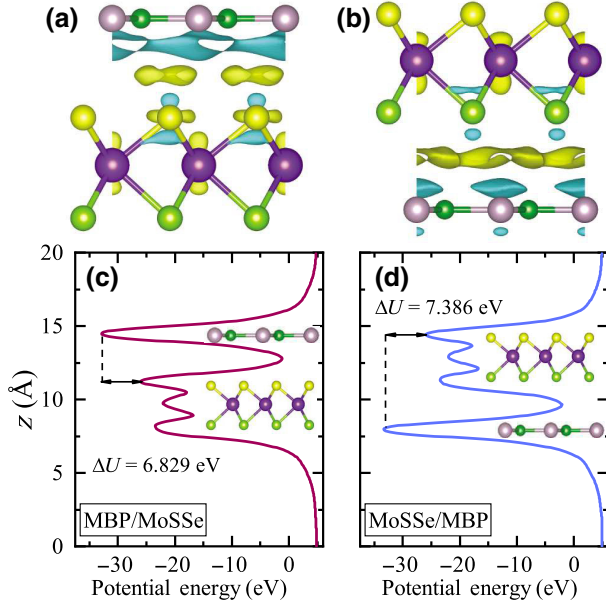 (a)
(b)
(c)
(d)
20
15
10
5
0
z (Å)
ΔU = 6.829 eV
MBP/MoSSe
ΔU = 7.386 eV
MoSSe/MBP
−30 −20 −10 0
−30 −20 −10 0
Potential energy (eV)
Potential energy (eV)